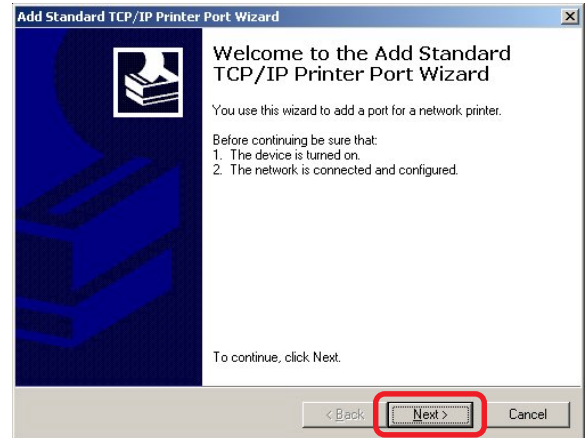 Add Standard TCP/IP Printer Port Wizard
Welcome to the Add Standard
TCP/IP Printer Port Wizard
You use this wizard to add a port for a network printer.
Before continuing be sure that:
1. The device is turned on.
2. The network is connected and configured.
To continue, click Next.
< Back
Next >
Cancel